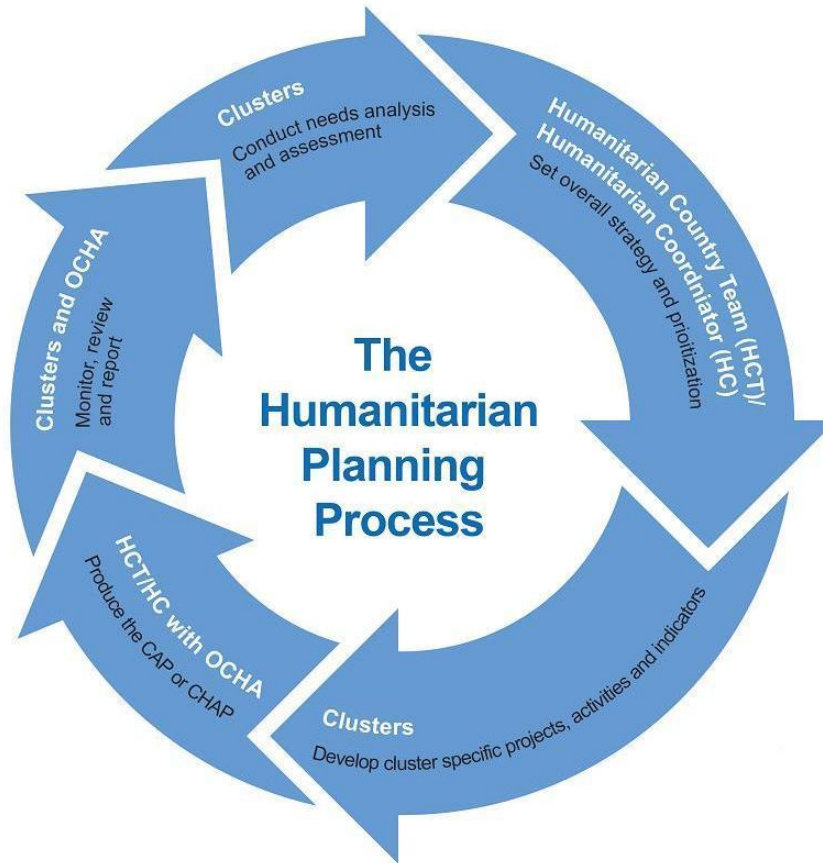 The
Humanitarian
Planning
Process
Clusters
Conduct needs analysis
and assessment
Humanitarian Country Team (HCT)/
Humanitarian Coordniator (HC)
Set overall strategy and prioitization
Clusters
Develop cluster specific projects, activities and indicators
HCT/HC with OCHA
Produce the CAP or CHAP
Clusters and OCHA
Monitor, review
and report